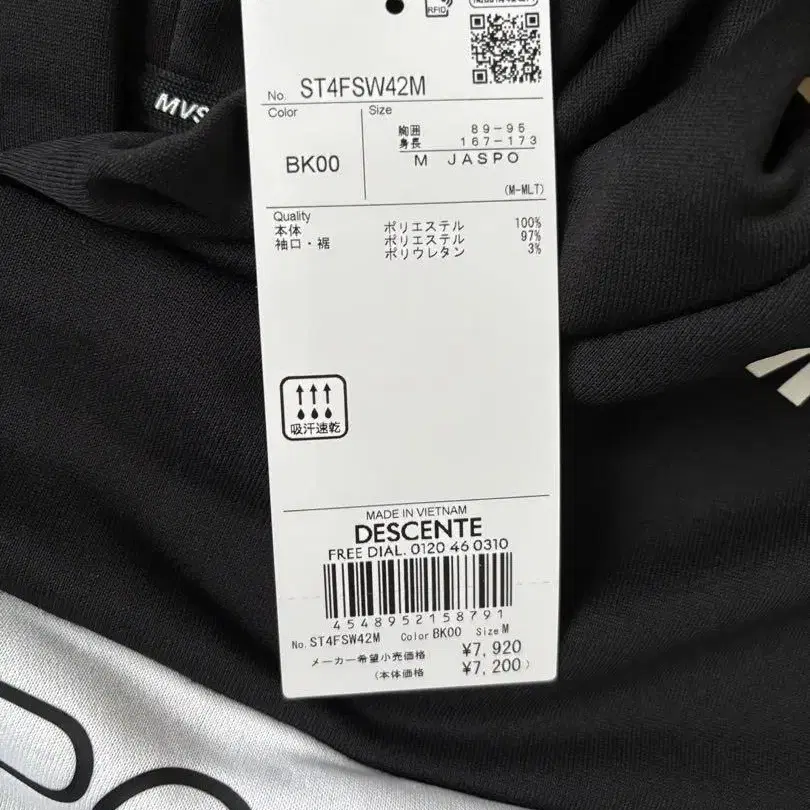 RFID
MVS
No. ST4FSW42M
Color
Size
胸囲 89-95
身長 167-173
BK00
M JASPO
(M-MLT)
Quality
本体 ポリエステル 100%
袖口・裾 ポリエステル 97%
ポリウレタン 3%
吸汗速乾
MADE IN VIETNAM
DESCENTE
FREE DIAL. 0120 46 0310
4548952158791
No. ST4FSW42M Color BK00 Size M
メーカー希望小売価格 ¥7,920
(本体価格 ¥7,200)